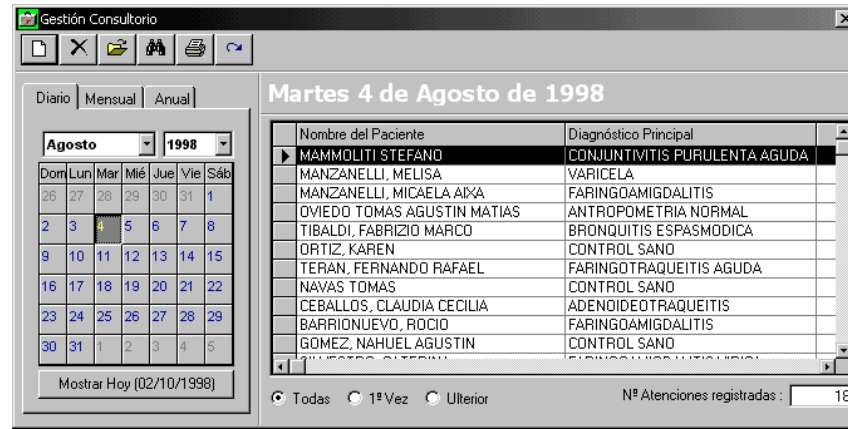 Gestión Consultorio
Diario Mensual Anual
Agosto 1998
Dom Lun Mar Mié Jue Vie Sáb
26 27 28 29 30 31 1
2 3 4 5 6 7 8
9 10 11 12 13 14 15
16 17 18 19 20 21 22
23 24 25 26 27 28 29
30 31 1 2 3 4 5
Mostrar Hoy (02/10/1998)
Martes 4 de Agosto de 1998
Nombre del Paciente Diagnóstico Principal
MAMMOLITI STEFANO CONJUNTIVITIS PURULENTA AGUDA
MANZANELLI, MELISA VARICELA
MANZANELLI, MICAELA AIXA FARINGOAMIGDALITIS
OVIEDO TOMAS AGUSTIN MATIAS ANTROPOMETRIA NORMAL
TIBALDI, FABRIZIO MARCO BRONQUITIS ESPASMODICA
ORTIZ, KAREN CONTROL SANO
TERAN, FERNANDO RAFAEL FARINGOTRAQUEITIS AGUDA
NAVAS TOMAS CONTROL SANO
CEBALLOS, CLAUDIA CECILIA ADENOIDEOTRAQUEITIS
BARRIONUEVO, ROCIO FARINGOAMIGDALITIS
GOMEZ, NAHUEL AGUSTIN CONTROL SANO
Todas 1ª Vez Ulterior Nº Atenciones registradas : 18